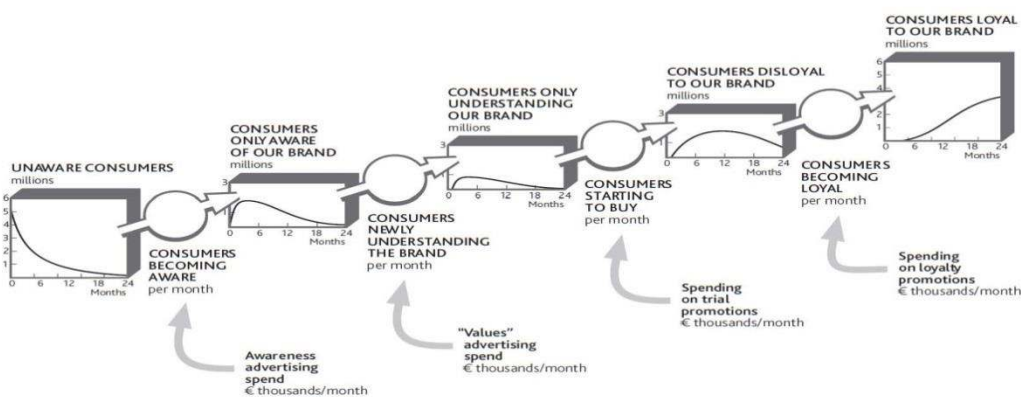 UNAWARE CONSUMERS
millions
6
5
4
3
2
1
0 6 12 18 24
Months
CONSUMERS
BECOMING
AWARE
per month
Awareness
advertising
spend
€ thousands/month
CONSUMERS
ONLY AWARE
OF OUR BRAND
millions
3
0 6 12 18 24
Months
CONSUMERS
NEWLY
UNDERSTANDING
THE BRAND
per month
"Values"
advertising
spend
€ thousands/month
CONSUMERS ONLY
UNDERSTANDING
OUR BRAND
millions
3
1
0 6 12 18 24
Months
CONSUMERS
STARTING
TO BUY
per month
Spending
on trial
promotions
€ thousands/month
CONSUMERS DISLOYAL
TO OUR BRAND
millions
3
1
0 6 12 18 24
Months
CONSUMERS
BECOMING
LOYAL
per month
Spending
on loyalty
promotions
€ thousands/month
CONSUMERS LOYAL
TO OUR BRAND
millions
6
5
4
3
2
1
0 6 12 18 24
Months